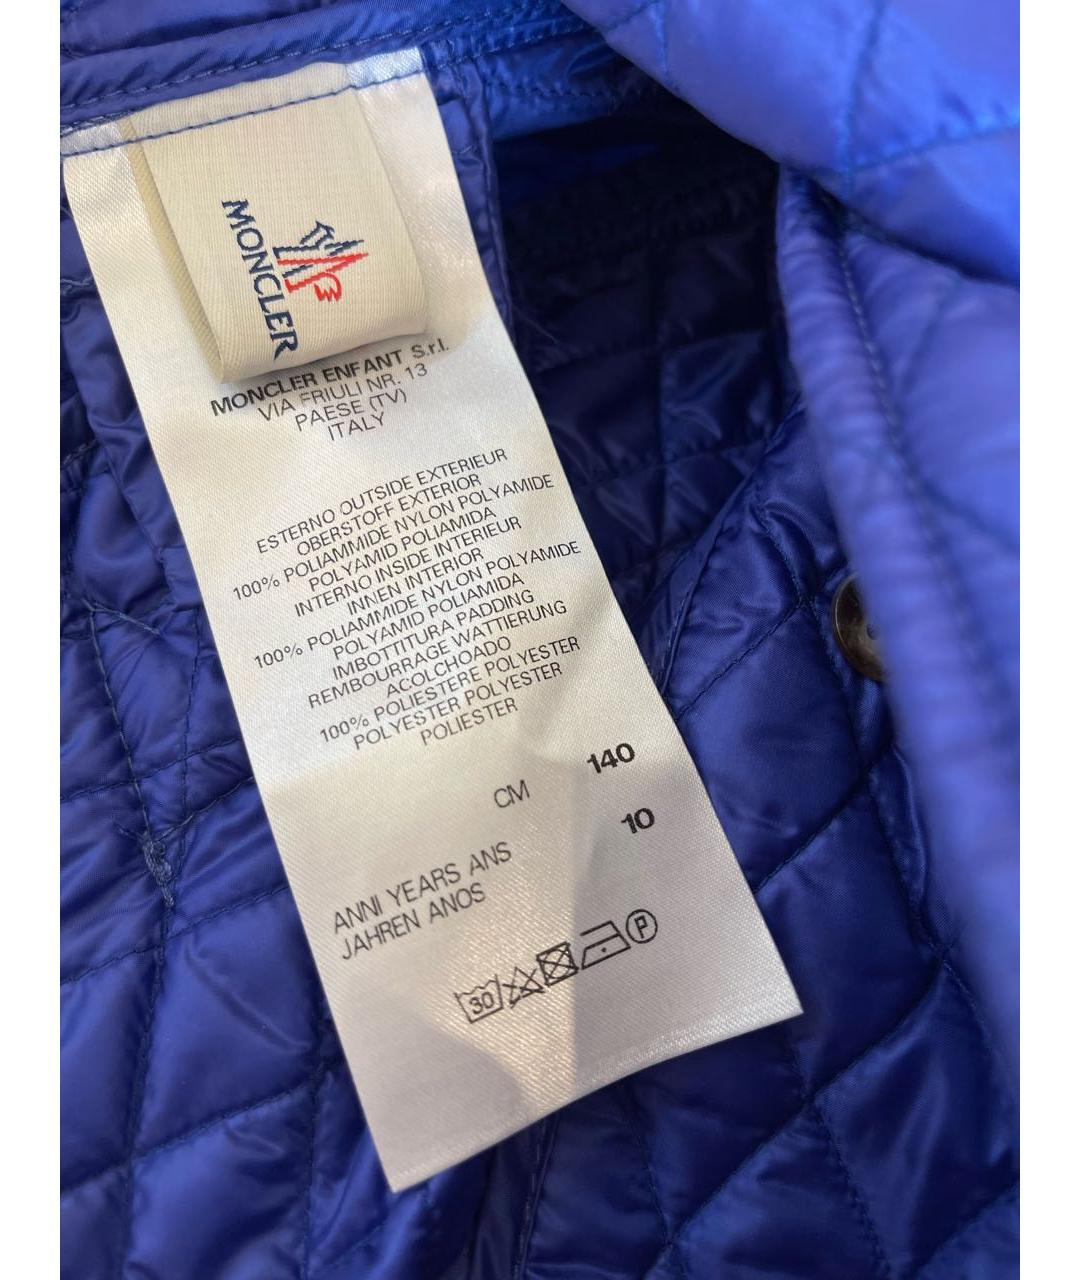 MONCLER
MONCLER ENFANT S.r.l.
VIA FRIULI NR. 13
PAESE (TV)
ITALY
ESTERNO OUTSIDE EXTERIEUR
OBERSTOFF EXTERIOR
100% POLIAMMIDE NYLON POLYAMIDE
POLYAMID POLIAMIDA
INTERNO INSIDE INTERIEUR
INNEN INTERIOR
100% POLIAMMIDE NYLON POLYAMIDE
POLYAMID POLIAMIDA
IMBOTTITURA PADDING
REMBOURRAGE WATTIERUNG
ACOLCHOADO
100% POLIESTERE POLYESTER
POLYESTER POLYESTER
POLIESTER
CM 140
ANNI YEARS ANS 10
JAHREN ANOS
30 P